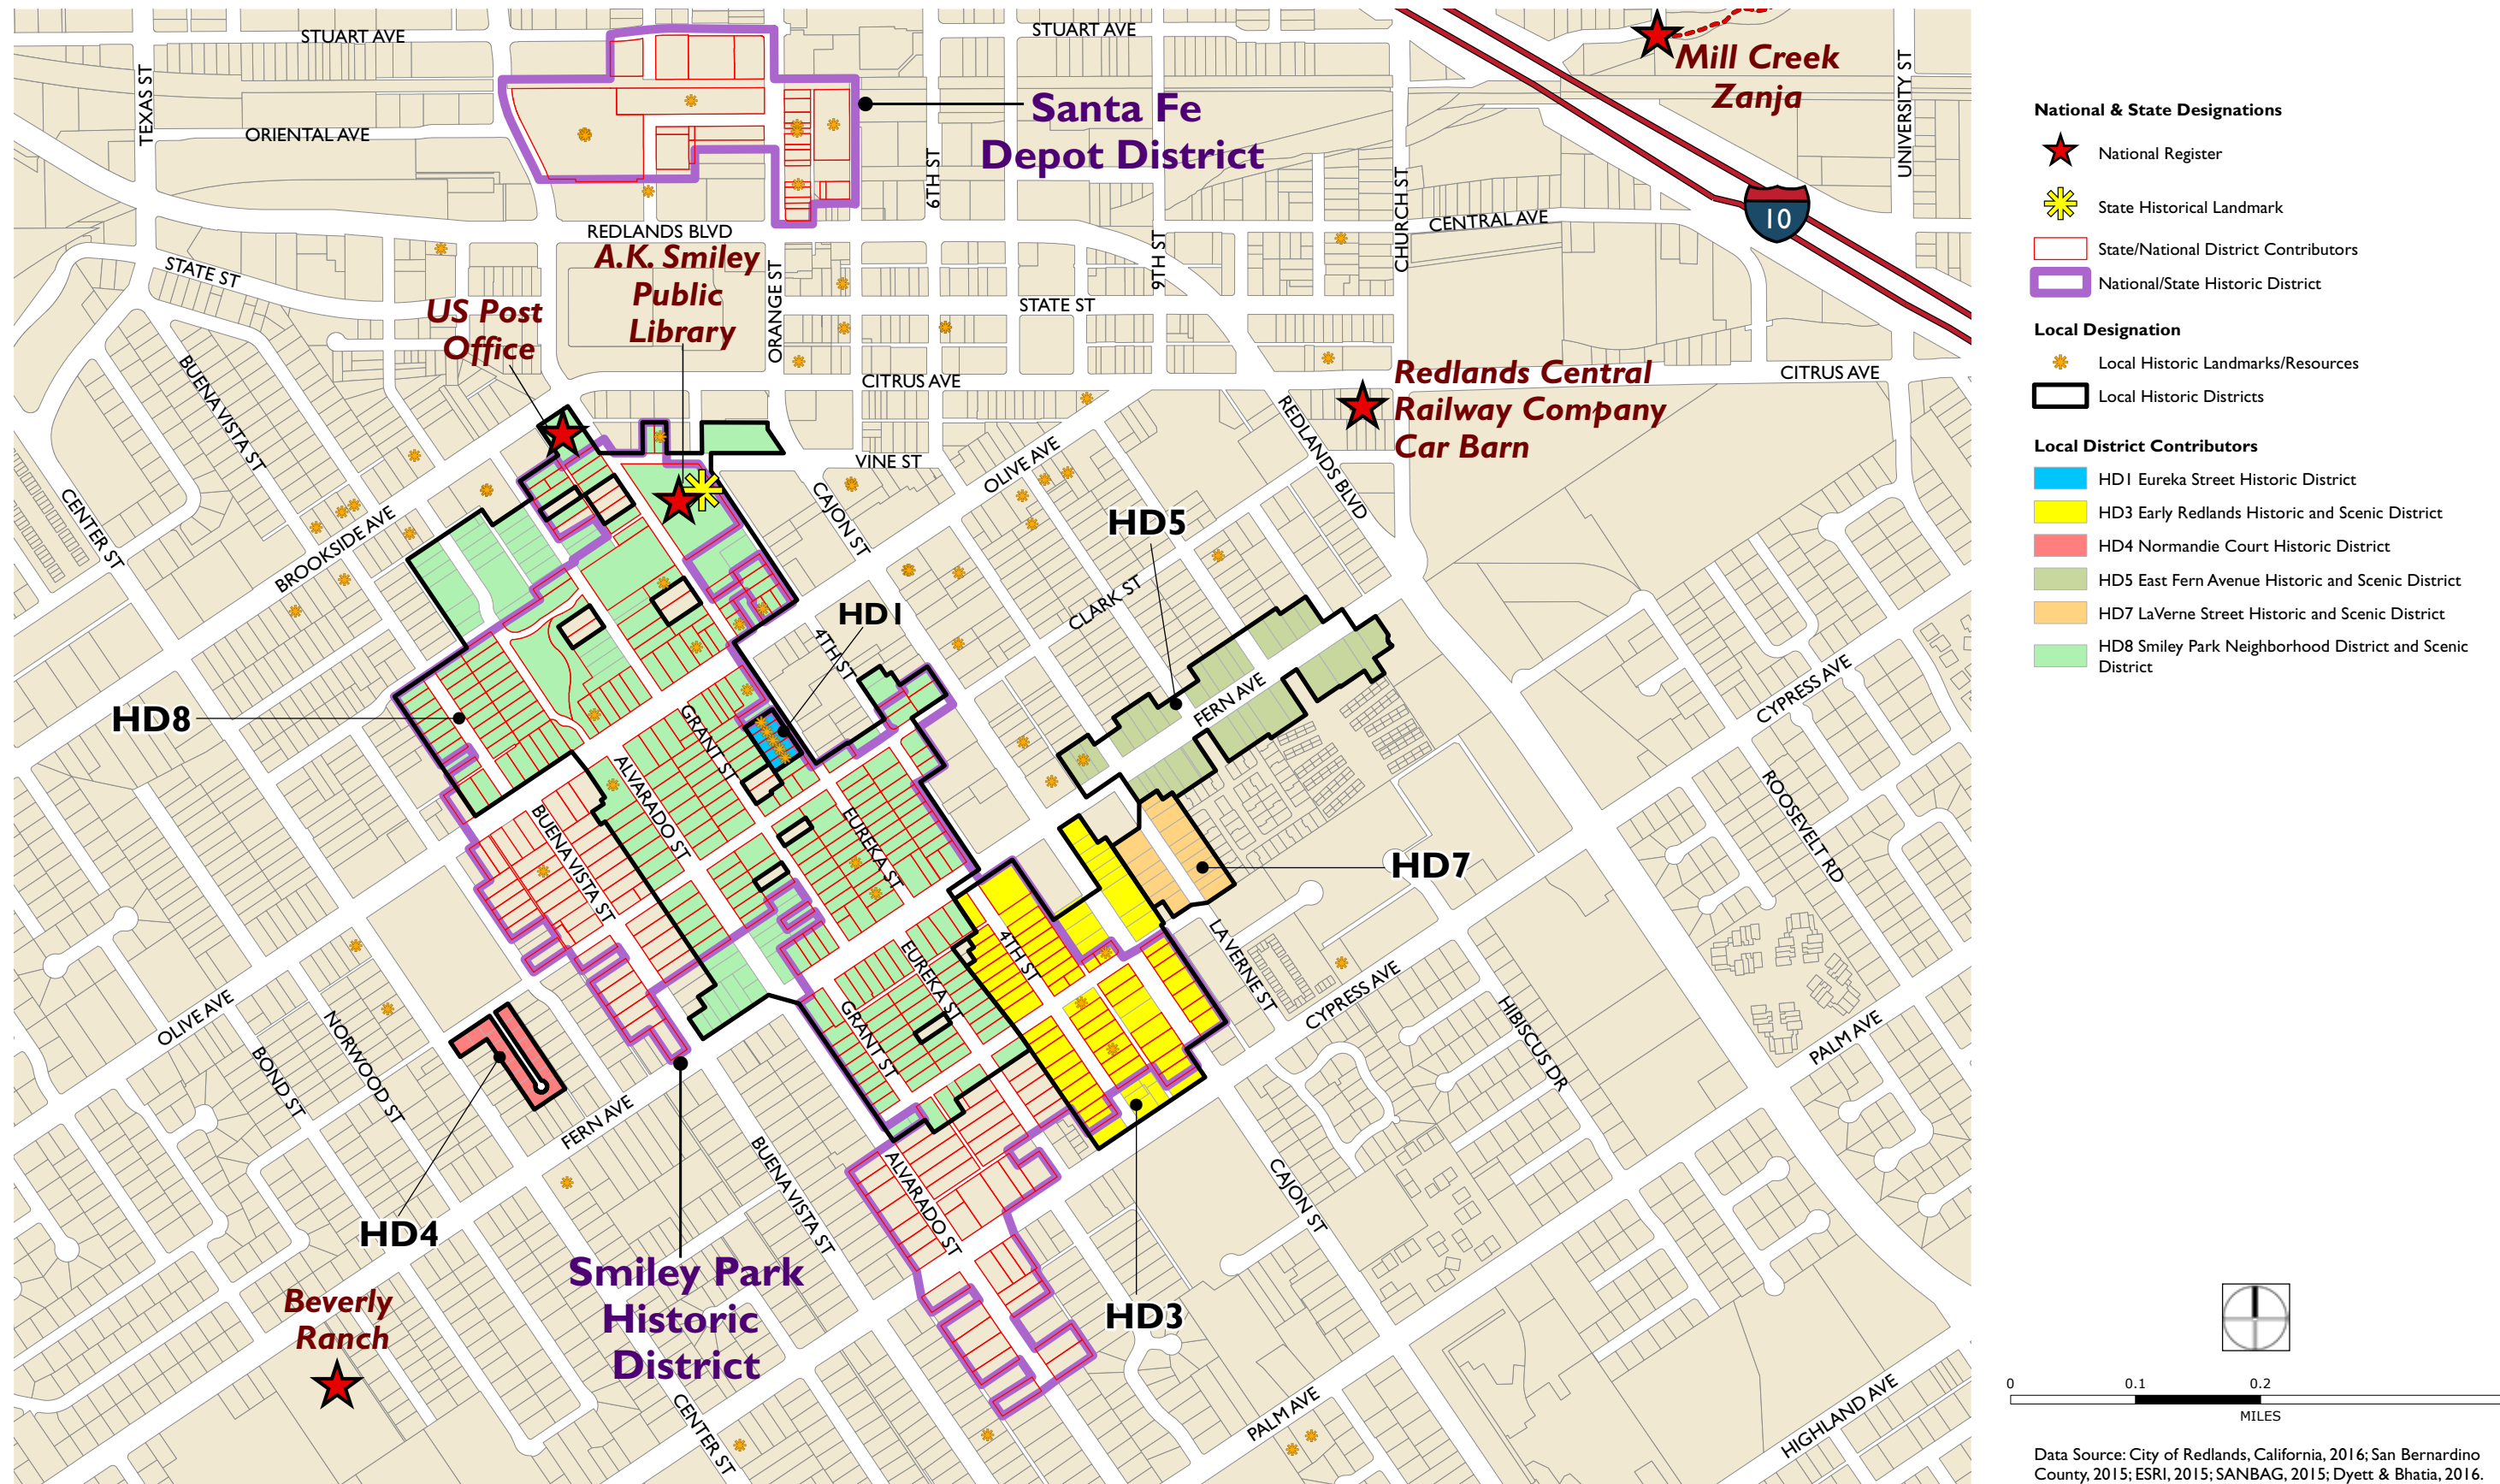 STUART AVE
STUART AVE
Mill Creek
Zanja
TEXAS ST
UNIVERSITY ST
Santa Fe
Depot District
ORIENTAL AVE
6TH ST
CHURCH ST
10
CENTRAL AVE
REDLANDS BLVD
9TH ST
A.K. Smiley
Public
Library
STATE ST
ORANGE ST
STATE ST
US Post
Office
BUENA VISTA ST
CITRUS AVE
CITRUS AVE
Redlands Central
Railway Company
Car Barn
REDLANDS BLVD
VINE ST
OLIVE AVE
CENTER ST
CAJON ST
BROOKSIDE AVE
HD5
CLARK ST
HD1
4TH ST
FERN AVE
CYPRESS AVE
HD8
GRANT ST
ALVARADO ST
BUENA VISTA ST
EUREKA ST
ROOSEVELT RD
HD7
4TH ST
EUREKA ST
LA VERNE ST
CYPRESS AVE
GRANT ST
HIBISCUS DR
OLIVE AVE
NORWOOD ST
BOND ST
PALM AVE
FERN AVE
BUENA VISTA ST
ALVARADO ST
CAJON ST
HD4
Smiley Park
Historic
District
HD3
Beverly
Ranch
CENTER ST
PALM AVE
HIGHLAND AVE
National & State Designations
National Register
State Historical Landmark
State/National District Contributors
National/State Historic District
Local Designation
Local Historic Landmarks/Resources
Local Historic Districts
Local District Contributors
HD1 Eureka Street Historic District
HD3 Early Redlands Historic and Scenic District
HD4 Normandie Court Historic District
HD5 East Fern Avenue Historic and Scenic District
HD7 LaVerne Street Historic and Scenic District
HD8 Smiley Park Neighborhood District and Scenic
District
0 0.1 0.2
MILES
Data Source: City of Redlands, California, 2016; San Bernardino
County, 2015; ESRI, 2015; SANBAG, 2015; Dyett & Bhatia, 2016.